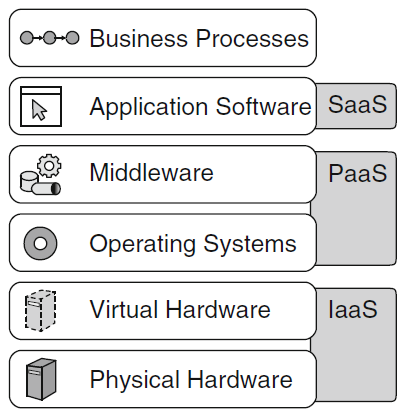 Business Processes
Application Software SaaS
Middleware PaaS
Operating Systems
Virtual Hardware IaaS
Physical Hardware